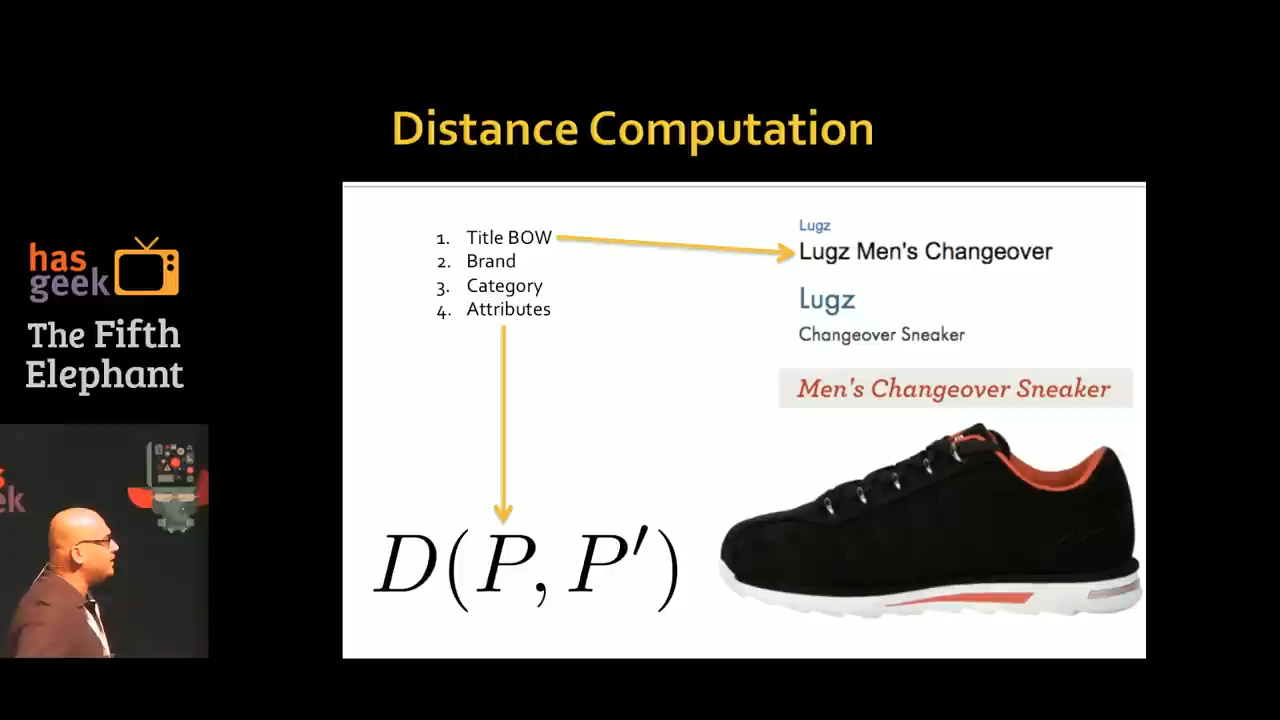 Distance Computation
has
geek
The Fifth
Elephant
1. Title BOW
2. Brand
3. Category
4. Attributes
Lugz
Lugz Men's Changeover
Lugz
Changeover Sneaker
Men's Changeover Sneaker
D(P, P′)
ek